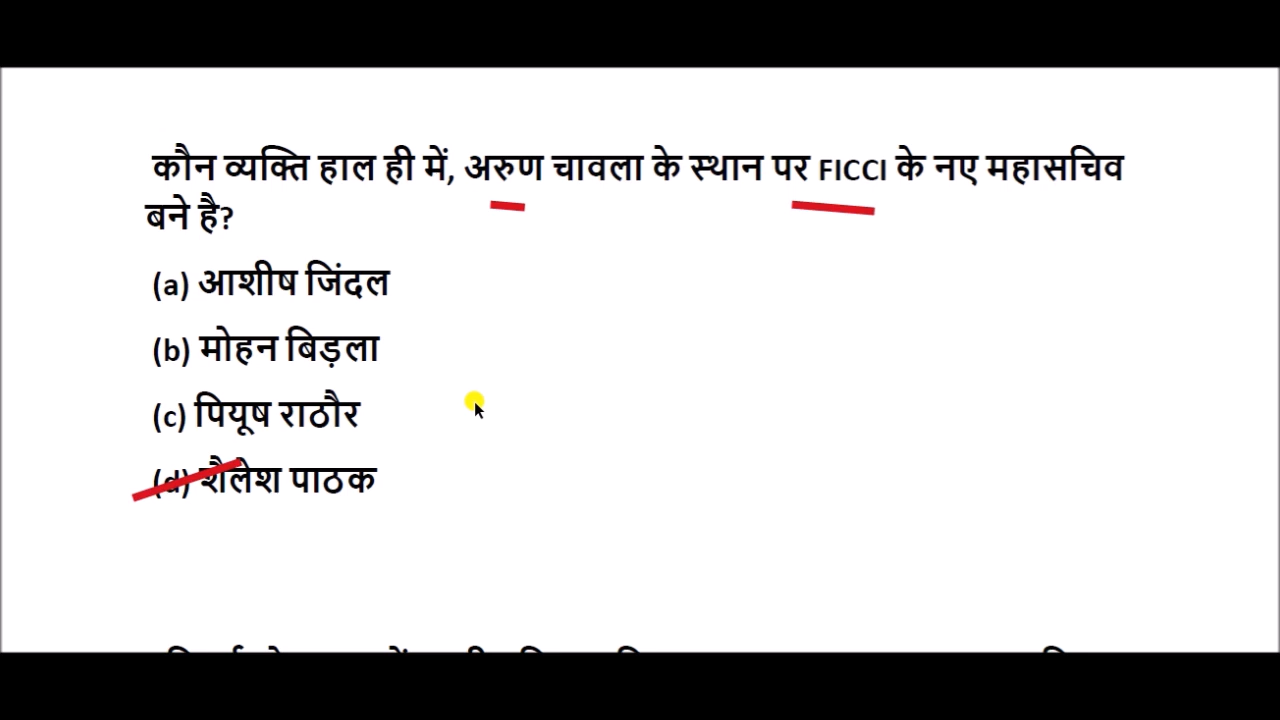 कौन व्यक्ति हाल ही में, अरुण चावला के स्थान पर FICCI के नए महासचिव
बने है?
(a) आशीष जिंदल
(b) मोहन बिड़ला
(c) पियूष राठौर
(d) शैलेश पाठक